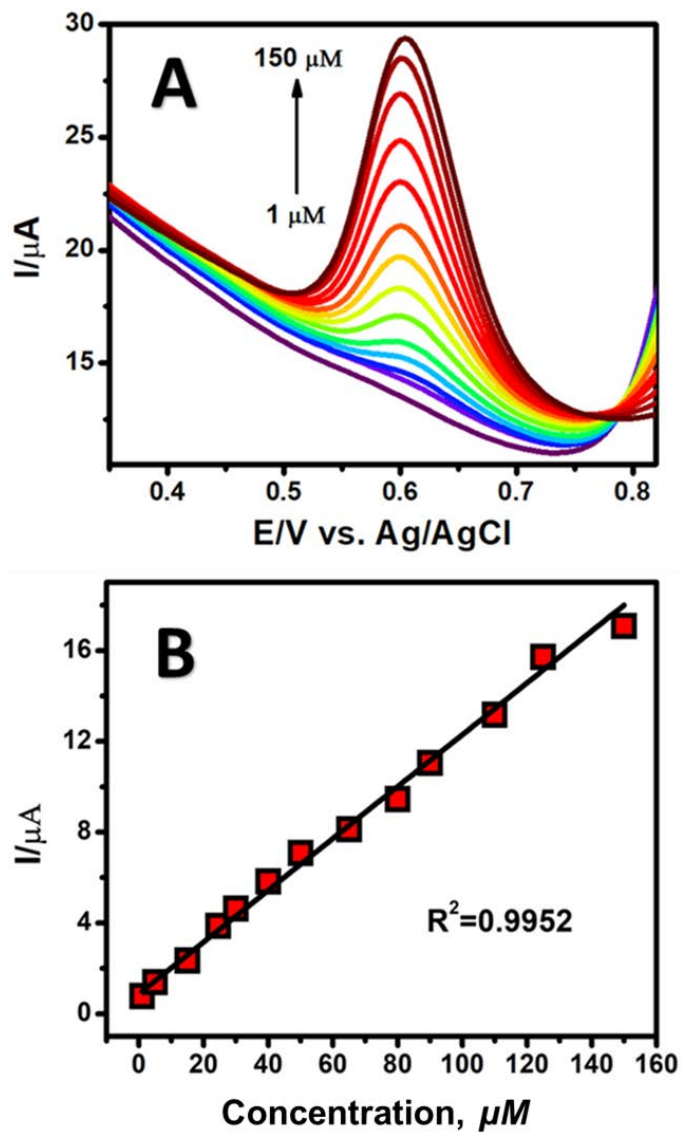 30
A
150 μM
25
1 μM
20
I/μA
15
0.4 0.5 0.6 0.7 0.8
E/V vs. Ag/AgCl
B
16
12
I/μA
8
4
R²=0.9952
0
0 20 40 60 80 100 120 140 160
Concentration, μM